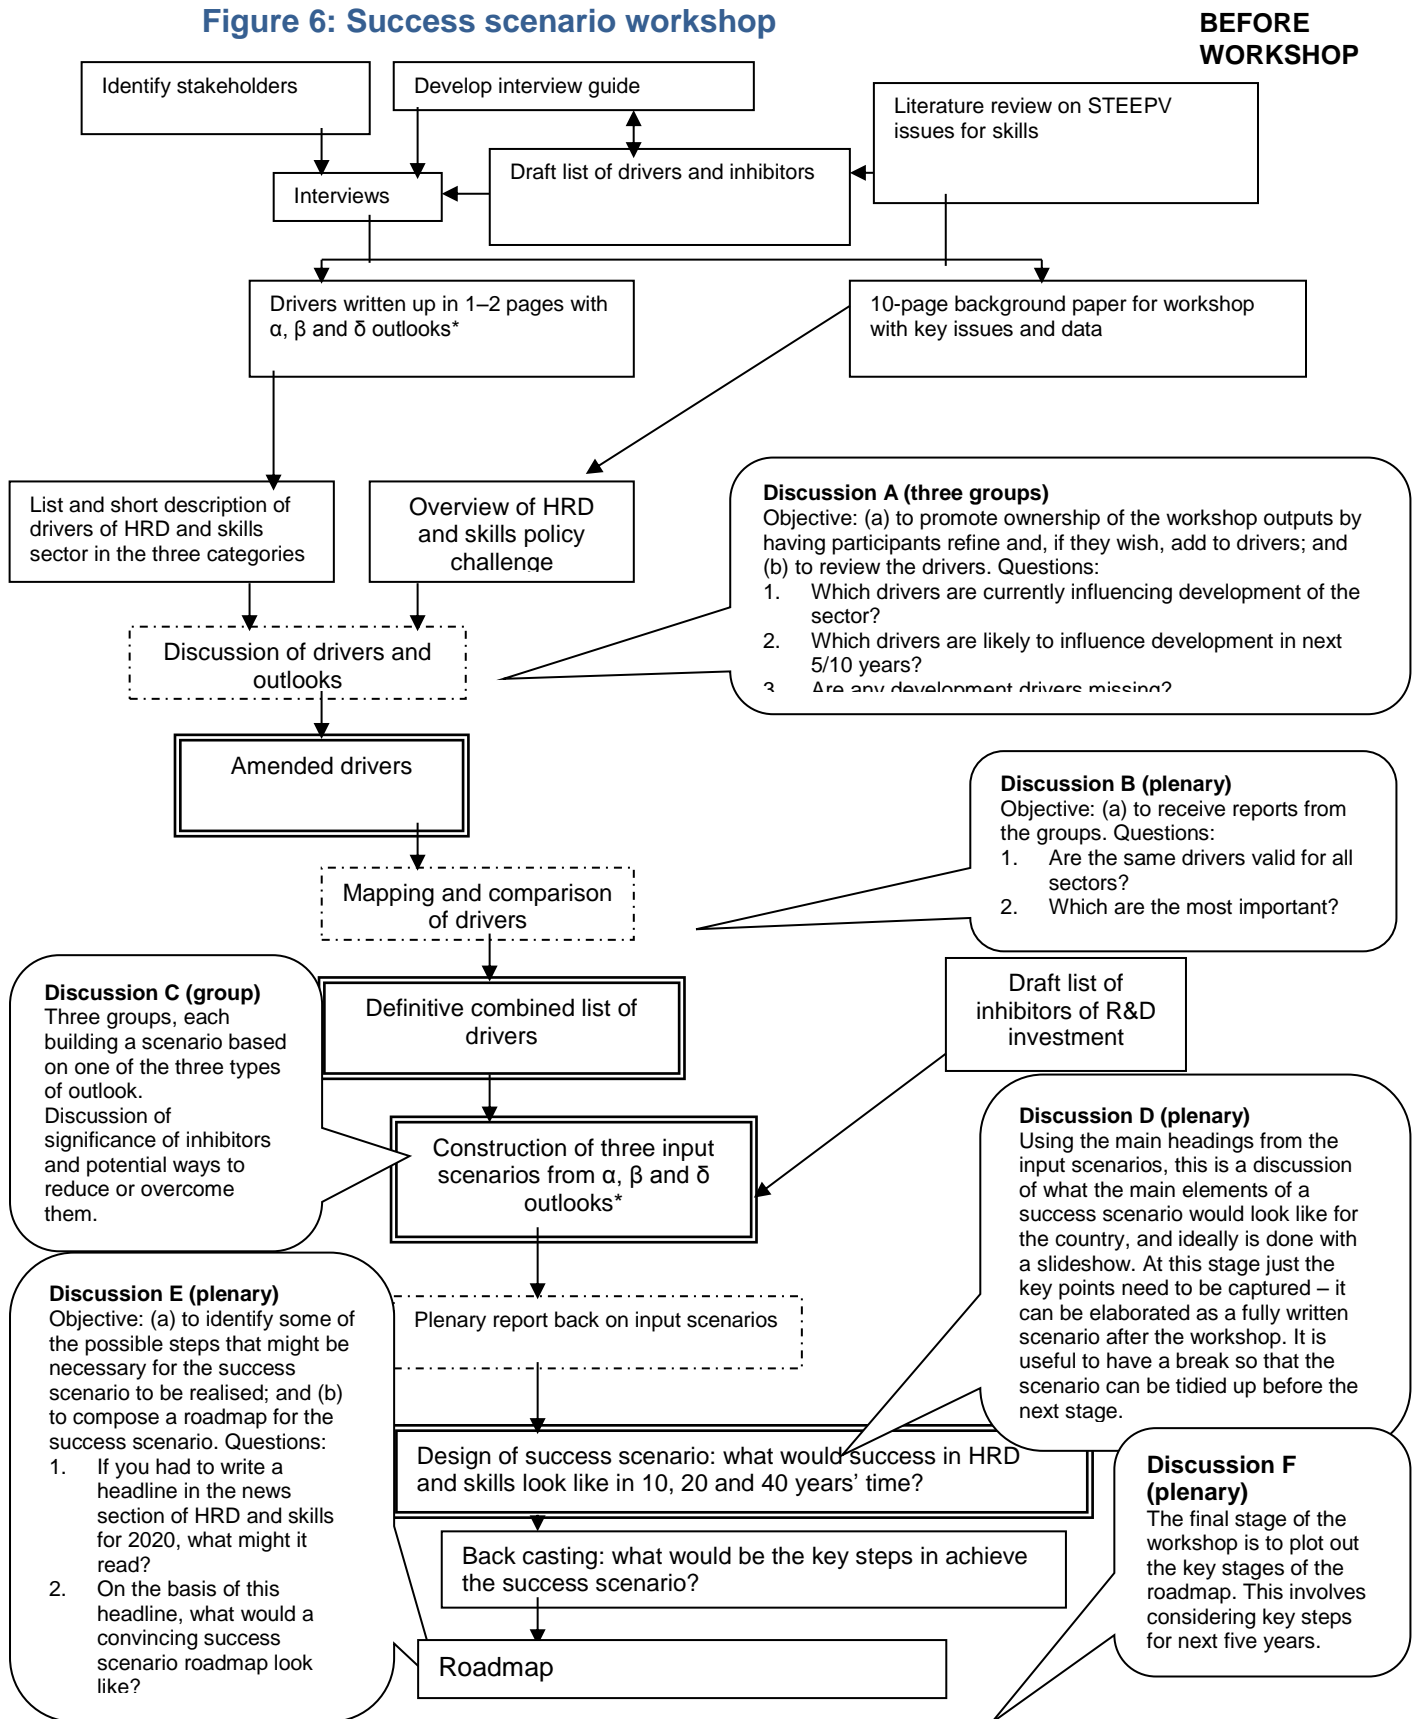 Figure 6: Success scenario workshop
BEFORE
WORKSHOP
Identify stakeholders
Develop interview guide
Literature review on STEEPV
issues for skills
Draft list of drivers and inhibitors
Interviews
Drivers written up in 1–2 pages with
α, β and δ outlooks*
10-page background paper for workshop
with key issues and data
List and short description of
drivers of HRD and skills
sector in the three categories
Overview of HRD
and skills policy
challenge
Discussion A (three groups)
Objective: (a) to promote ownership of the workshop outputs by
having participants refine and, if they wish, add to drivers; and
(b) to review the drivers. Questions:
1. Which drivers are currently influencing development of the
sector?
2. Which drivers are likely to influence development in next
5/10 years?
3. Are any development drivers missing?
Discussion of drivers and
outlooks
Amended drivers
Discussion B (plenary)
Objective: (a) to receive reports from
the groups. Questions:
1. Are the same drivers valid for all
sectors?
2. Which are the most important?
Mapping and comparison
of drivers
Discussion C (group)
Three groups, each
building a scenario based
on one of the three types
of outlook.
Discussion of
significance of inhibitors
and potential ways to
reduce or overcome
them.
Definitive combined list of
drivers
Draft list of
inhibitors of R&D
investment
Construction of three input
scenarios from α, β and δ
outlooks*
Discussion D (plenary)
Using the main headings from the
input scenarios, this is a discussion
of what the main elements of a
success scenario would look like for
the country, and ideally is done with
a slideshow. At this stage just the
key points need to be captured – it
can be elaborated as a fully written
scenario after the workshop. It is
useful to have a break so that the
scenario can be tidied up before the
next stage.
Discussion E (plenary)
Objective: (a) to identify some of
the possible steps that might be
necessary for the success
scenario to be realised; and (b)
to compose a roadmap for the
success scenario. Questions:
1. If you had to write a
headline in the news
section of HRD and skills
for 2020, what might it
read?
2. On the basis of this
headline, what would a
convincing success
scenario roadmap look
like?
Plenary report back on input scenarios
Design of success scenario: what would success in HRD
and skills look like in 10, 20 and 40 years' time?
Discussion F
(plenary)
The final stage of the
workshop is to plot out
the key stages of the
roadmap. This involves
considering key steps
for next five years.
Back casting: what would be the key steps in achieve
the success scenario?
Roadmap